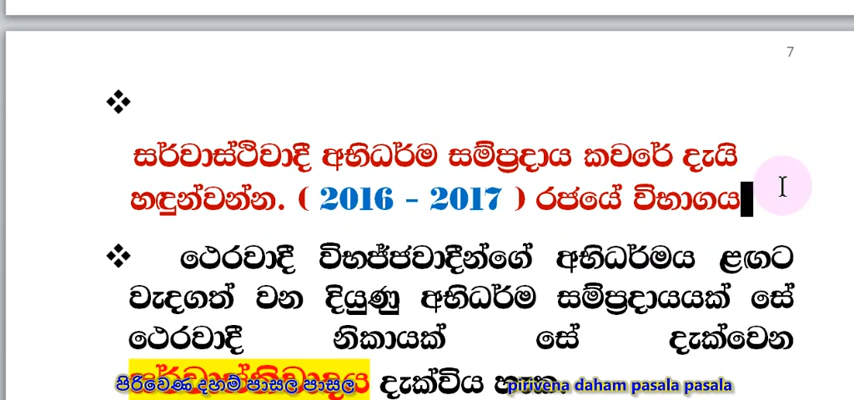 7
❖
සර්වාස්ථිවාදී අභිධර්ම සම්ප්‍රදාය කවරේ දැයි
හඳුන්වන්න. ( 2016 - 2017 ) රජයේ විභාගය
❖ ථෙරවාදී විභජ්ජවාදීන්ගේ අභිධර්මය ළඟට
වැදගත් වන දියුණු අභිධර්ම සම්ප්‍රදායයක් සේ
ථෙරවාදී නිකායක් සේ දැක්වෙන
දැක්විය හැක.
පිරිවෙණ දහම් පාසල පාසල pirivena daham pasala pasala